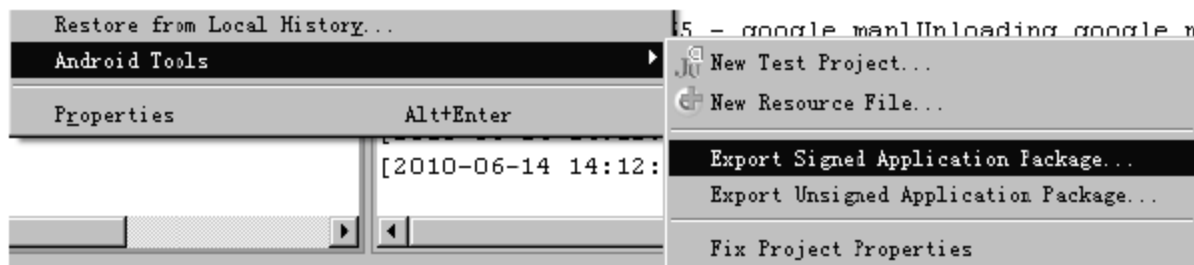 Restore from Local History...
Android Tools
Properties Alt+Enter
New Test Project...
New Resource File...
Export Signed Application Package...
Export Unsigned Application Package...
Fix Project Properties
[2010-06-14 14:12: